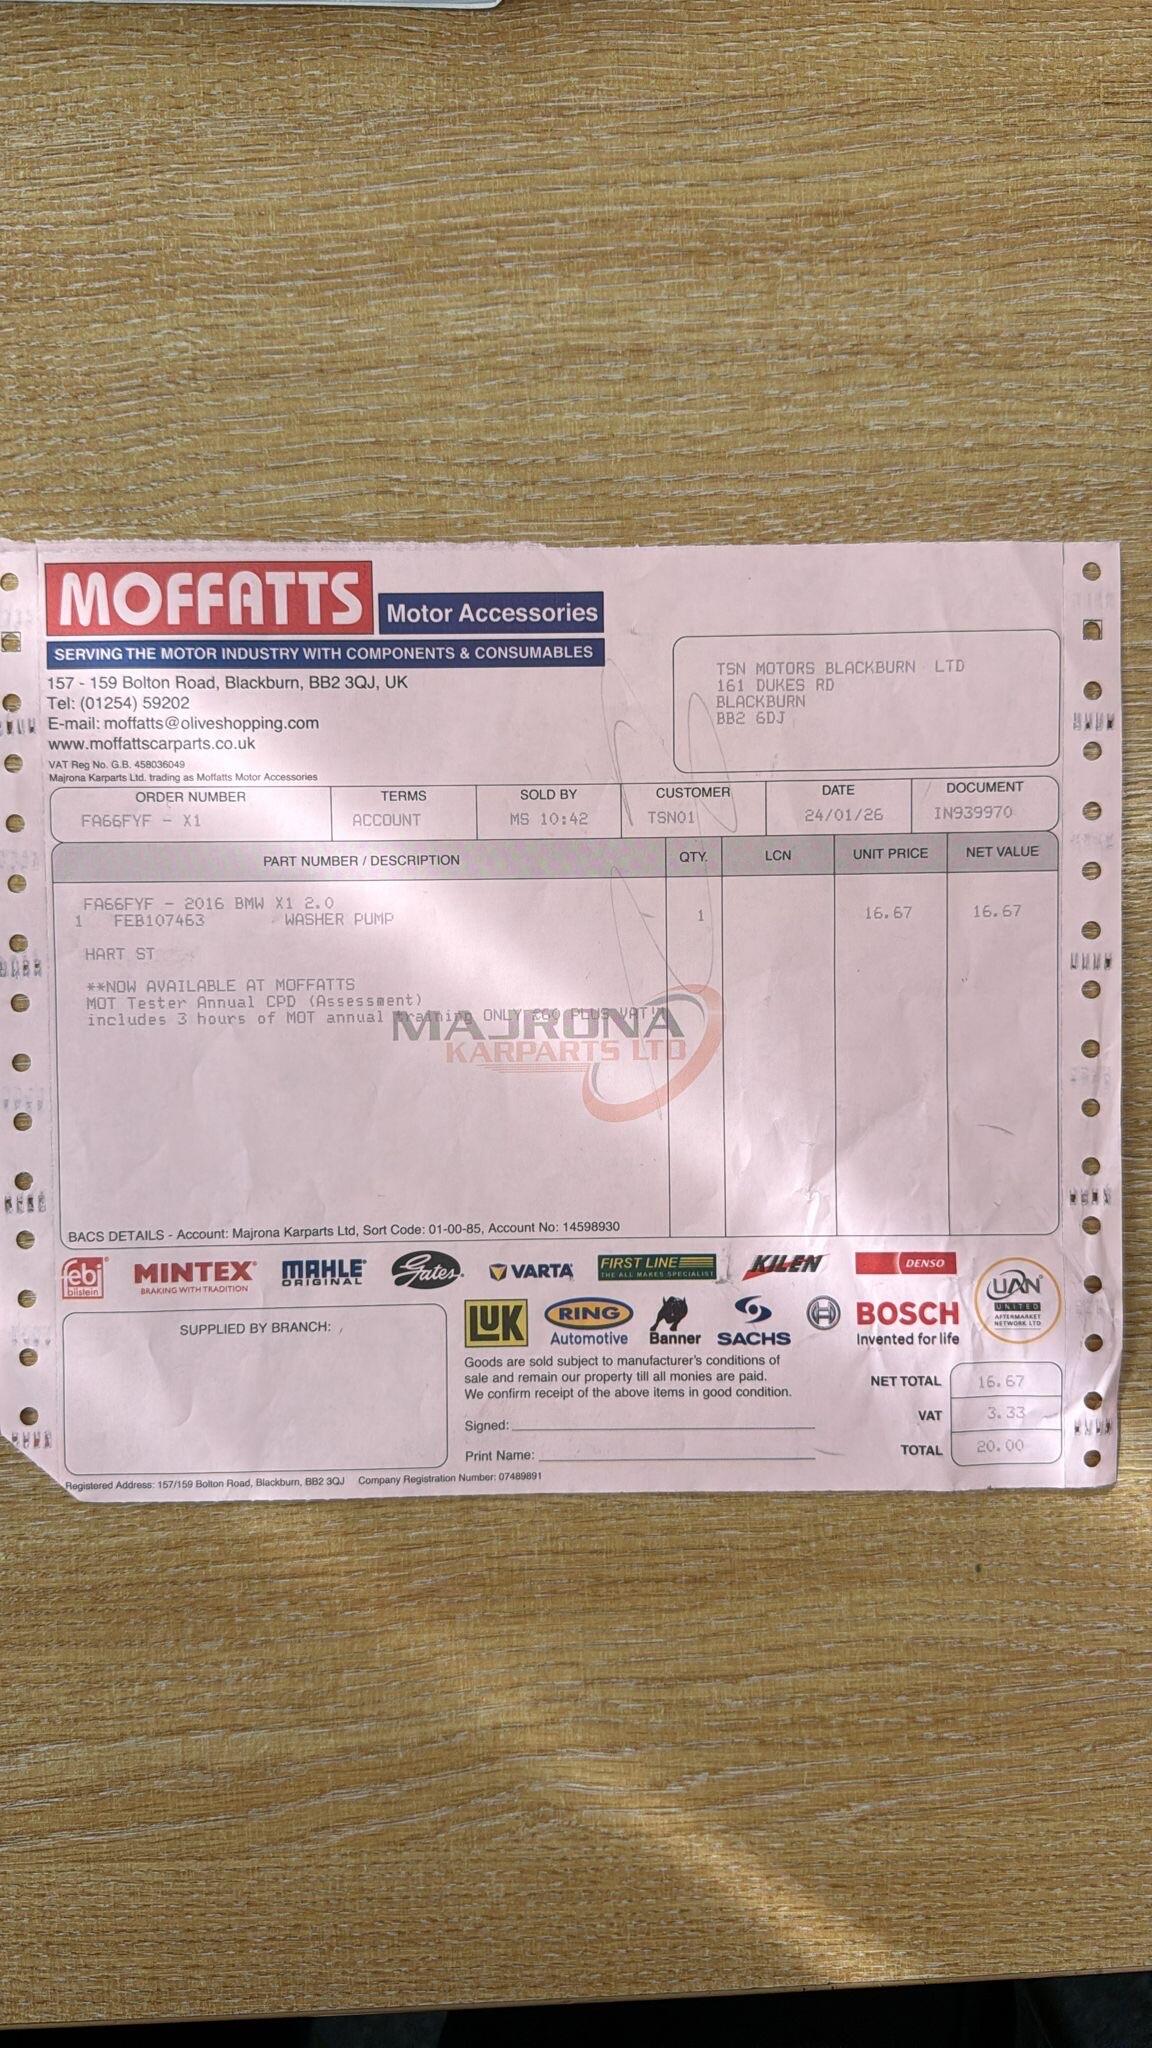 MOFFATTS
Motor Accessories
SERVING THE MOTOR INDUSTRY WITH COMPONENTS & CONSUMABLES
157 - 159 Bolton Road, Blackburn, BB2 3QJ, UK
Tel: (01254) 59202
E-mail: moffatts@oliveshopping.com
www.moffattscarparts.co.uk
VAT Reg No. G.B. 458036049
Majrona Karparts Ltd. trading as Moffatts Motor Accessories
TSN MOTORS BLACKBURN LTD
161 DUKES RD
BLACKBURN
BB2 6DJ
ORDER NUMBER TERMS SOLD BY CUSTOMER DATE DOCUMENT
FA66FYF - X1 ACCOUNT MS 10:42 TSN01 24/01/26 IN939970
PART NUMBER / DESCRIPTION QTY. LCN UNIT PRICE NET VALUE
FA66FYF - 2016 BMW X1 2.0
1 FEB107463 WASHER PUMP 1 16.67 16.67
HART ST
**NOW AVAILABLE AT MOFFATTS
MOT Tester Annual CPD (Assessment)
includes 3 hours of MOT annual training ONLY £60 PLUS VAT!!
MAJRONA
KARPARTS LTD
BACS DETAILS - Account: Majrona Karparts Ltd, Sort Code: 01-00-85, Account No: 14598930
febi
bilstein
MINTEX
BRAKING WITH TRADITION
MAHLE
ORIGINAL
Gates
VARTA
FIRST LINE
THE ALL MAKES SPECIALIST
KILEN
DENSO
LUK
RING
Automotive
Banner
SACHS
BOSCH
Invented for life
UAN
UNITED
AFTERMARKET
NETWORK LTD
SUPPLIED BY BRANCH:
Goods are sold subject to manufacturer's conditions of
sale and remain our property till all monies are paid.
We confirm receipt of the above items in good condition.
Signed:
Print Name:
NET TOTAL 16.67
VAT 3.33
TOTAL 20.00
Registered Address: 157/159 Bolton Road, Blackburn, BB2 3QJ Company Registration Number: 07489891